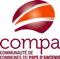 compa
COMMUNAUTÉ DE
COMMUNES DU PAYS D'ANCENIS